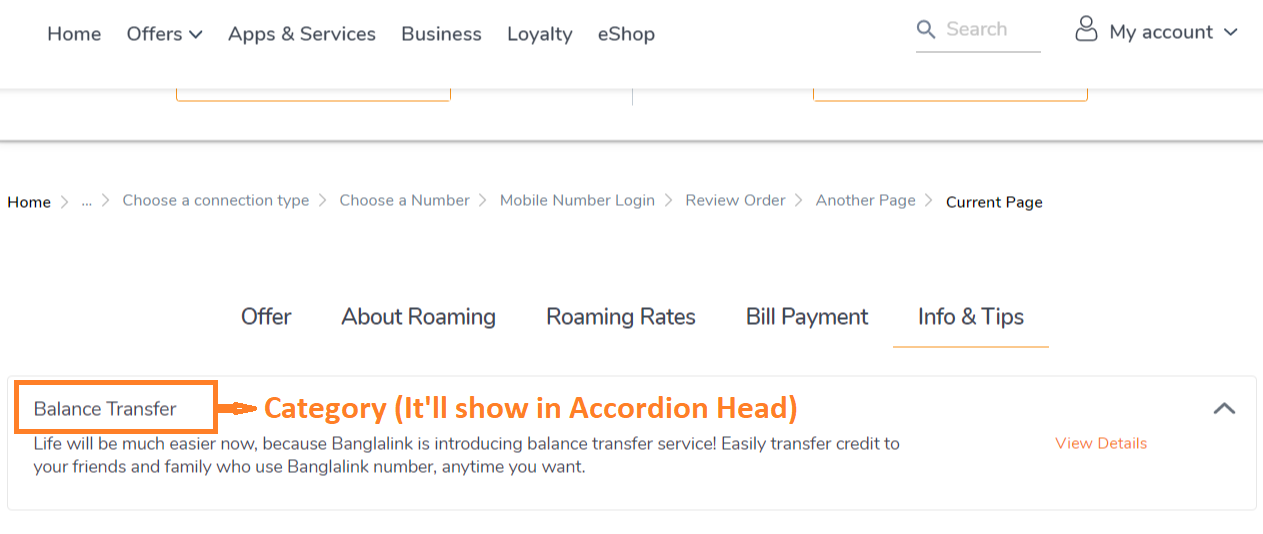 Home Offers Apps & Services Business Loyalty eShop Search My account
Home ... Choose a connection type Choose a Number Mobile Number Login Review Order Another Page Current Page
Offer About Roaming Roaming Rates Bill Payment Info & Tips
Balance Transfer Category (It'll show in Accordion Head)
Life will be much easier now, because Banglalink is introducing balance transfer service! Easily transfer credit to View Details
your friends and family who use Banglalink number, anytime you want.